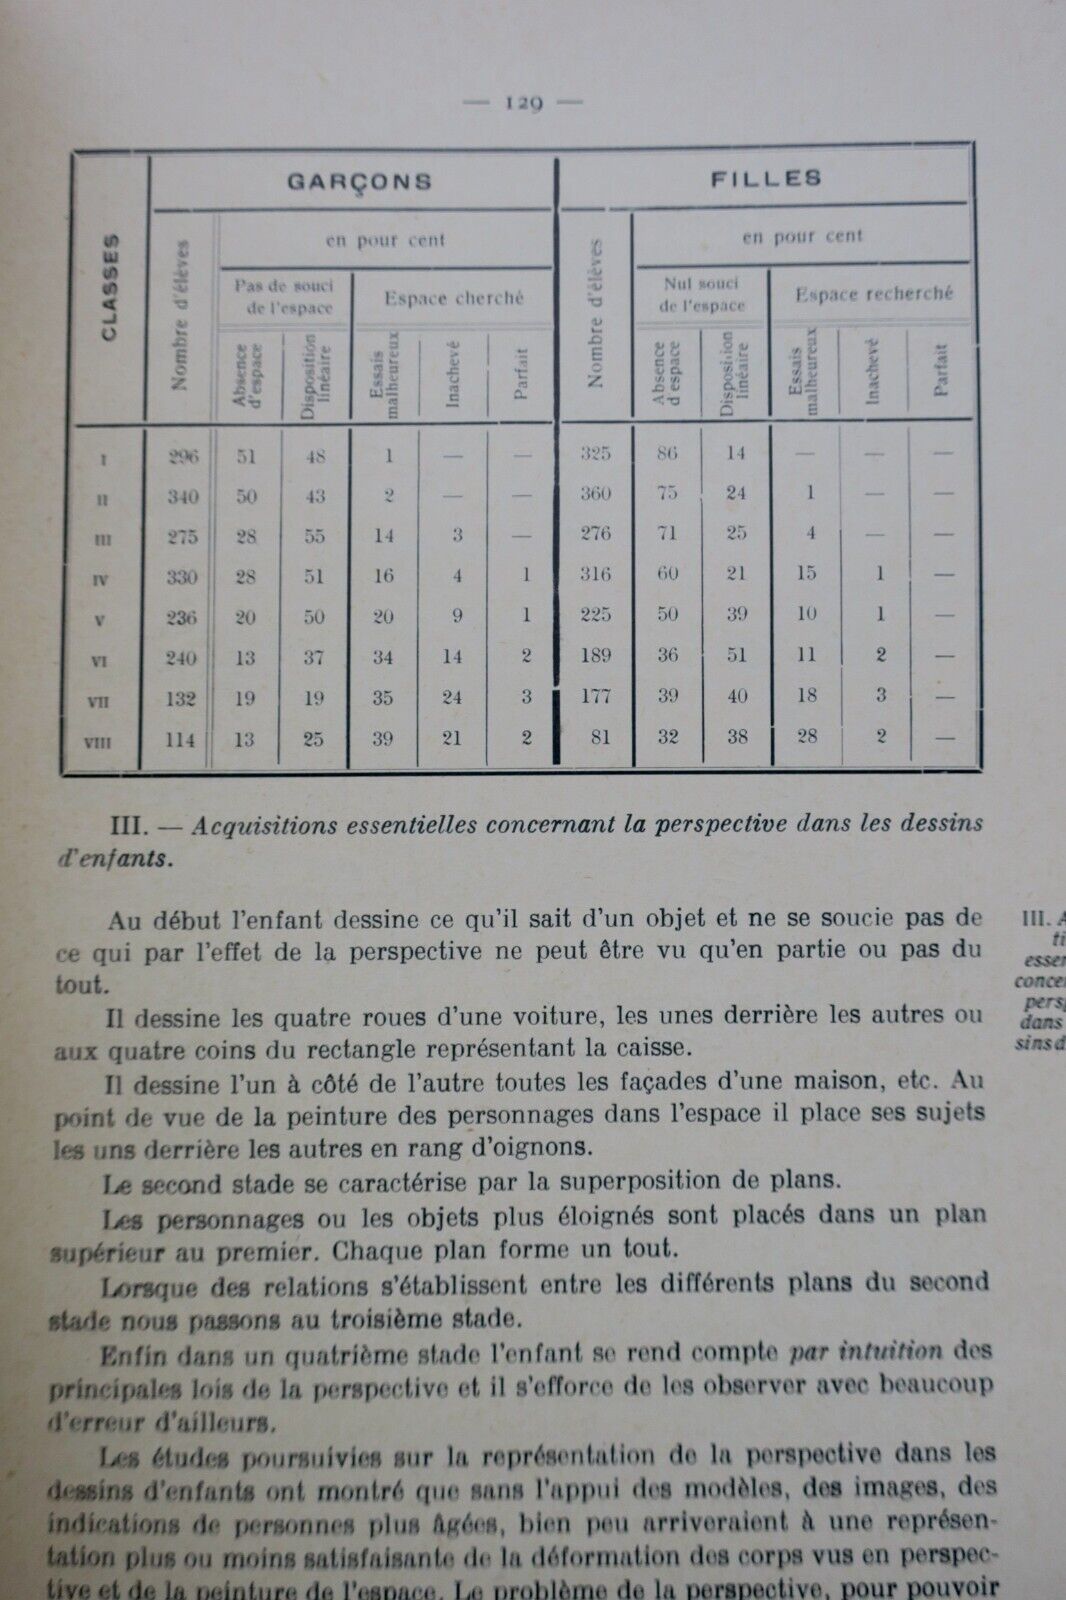 — 129 —
CLASSES GARÇONS FILLES
Nombre d'élèves en pour cent Nombre d'élèves en pour cent
Pas de souci de l'espace Espace cherché Nul souci de l'espace Espace recherché
Absence d'espace Disposition linéaire Essais malheureux Inachevé Parfait Absence d'espace Disposition linéaire Essais malheureux Inachevé Parfait
I 296 51 48 1 — — 325 86 14 — — —
II 340 50 43 2 — — 360 75 24 1 — —
III 275 28 55 14 3 — 276 71 25 4 — —
IV 330 28 51 16 4 1 316 60 21 15 1 —
V 236 20 50 20 9 1 225 50 39 10 1 —
VI 240 13 37 34 14 2 189 36 51 11 2 —
VII 132 19 19 35 24 3 177 39 40 18 3 —
VIII 114 13 25 39 21 2 81 32 38 28 2 —
III. — Acquisitions essentielles concernant la perspective dans les dessins
d'enfants.
Au début l'enfant dessine ce qu'il sait d'un objet et ne se soucie pas de
ce qui par l'effet de la perspective ne peut être vu qu'en partie ou pas du
tout.
Il dessine les quatre roues d'une voiture, les unes derrière les autres ou
aux quatre coins du rectangle représentant la caisse.
Il dessine l'un à côté de l'autre toutes les façades d'une maison, etc. Au
point de vue de la peinture des personnages dans l'espace il place ses sujets
les uns derrière les autres en rang d'oignons.
Le second stade se caractérise par la superposition de plans.
Les personnages ou les objets plus éloignés sont placés dans un plan
supérieur au premier. Chaque plan forme un tout.
Lorsque des relations s'établissent entre les différents plans du second
stade nous passons au troisième stade.
Enfin dans un quatrième stade l'enfant se rend compte par intuition des
principales lois de la perspective et il s'efforce de les observer avec beaucoup
d'erreur d'ailleurs.
Les études poursuivies sur la représentation de la perspective dans les
dessins d'enfants ont montré que sans l'appui des modèles, des images, des
indications de personnes plus âgées, bien peu arriveraient à une représen-
tation plus ou moins satisfaisante de la déformation des corps vus en perspec-
tive et de la peinture de l'espace. Le problème de la perspective, pour pouvoir
III. A
ti
esser
concer
pers
dans
sins d